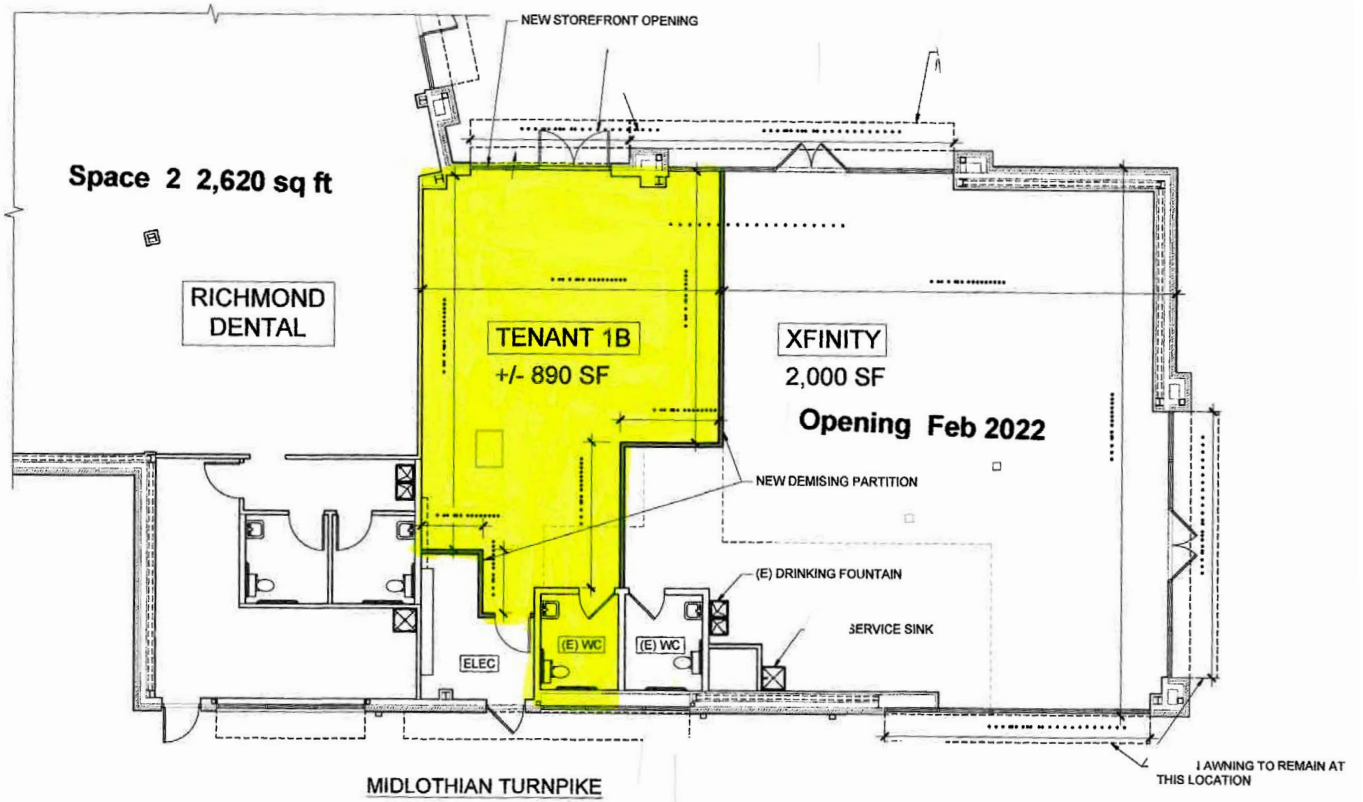 NEW STOREFRONT OPENING
Space 2 2,620 sq ft
RICHMOND
DENTAL
TENANT 1B
+/- 890 SF
XFINITY
2,000 SF
Opening Feb 2022
NEW DEMISING PARTITION
(E) DRINKING FOUNTAIN
SERVICE SINK
(E) WC
(E) WC
ELEC
AWNING TO REMAIN AT
THIS LOCATION
MIDLOTHIAN TURNPIKE